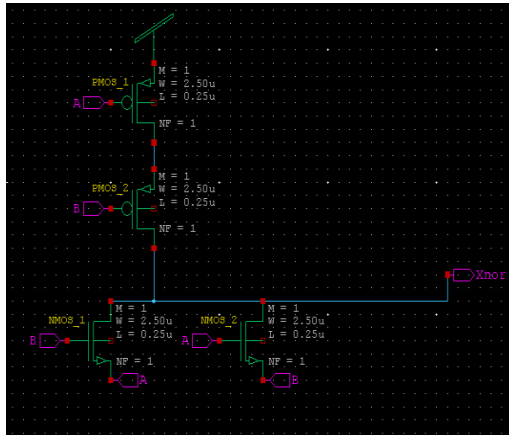 M = 1
PMOS_1
W = 2.50u
A
L = 0.25u
NF = 1
M = 1
PMOS_2
W = 2.50u
B
L = 0.25u
NF = 1
Xnor
M = 1
M = 1
NMOS_1
W = 2.50u
NMOS_2
W = 2.50u
B
L = 0.25u
A
L = 0.25u
NF = 1
NF = 1
A
B